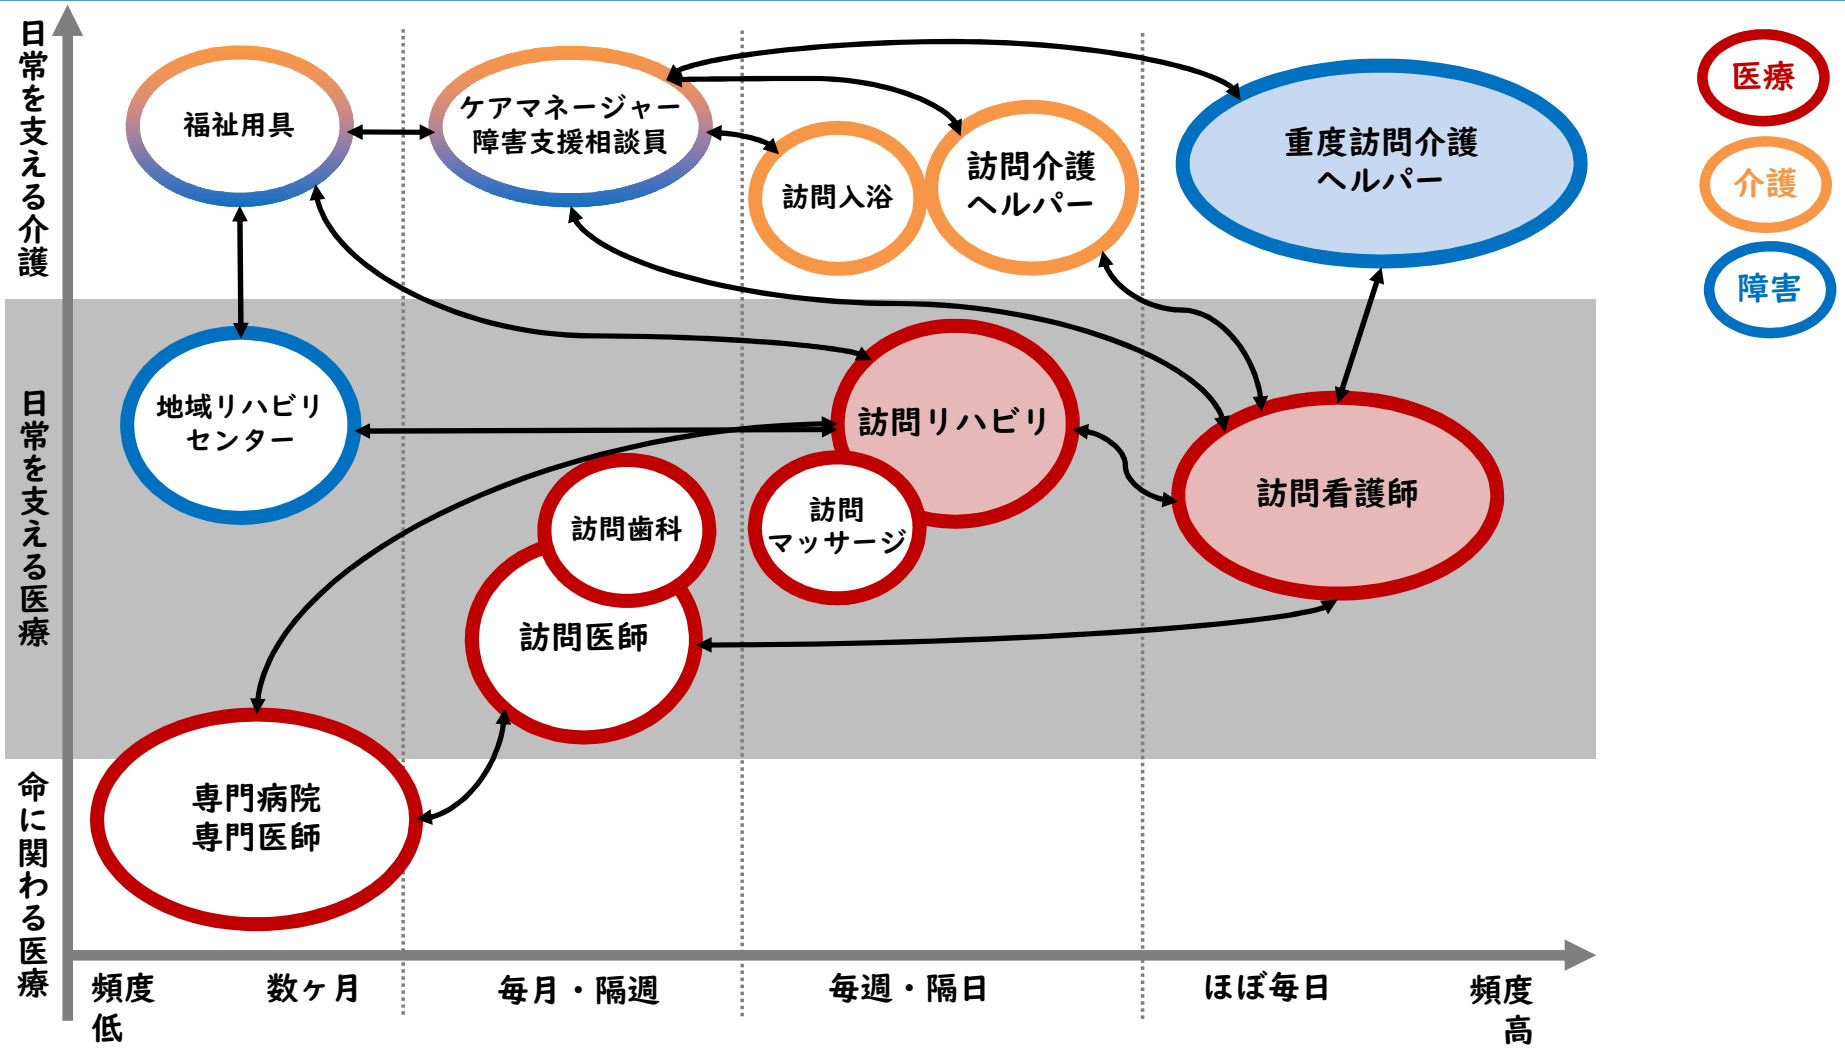 日常を支える介護
日常を支える医療
命に関わる医療
福祉用具
ケアマネージャー
障害支援相談員
訪問入浴
訪問介護
ヘルパー
重度訪問介護
ヘルパー
地域リハビリ
センター
訪問リハビリ
訪問
マッサージ
訪問歯科
訪問医師
訪問看護師
専門病院
専門医師
頻度
低
数ヶ月
毎月・隔週
毎週・隔日
ほぼ毎日
頻度
高
医療
介護
障害